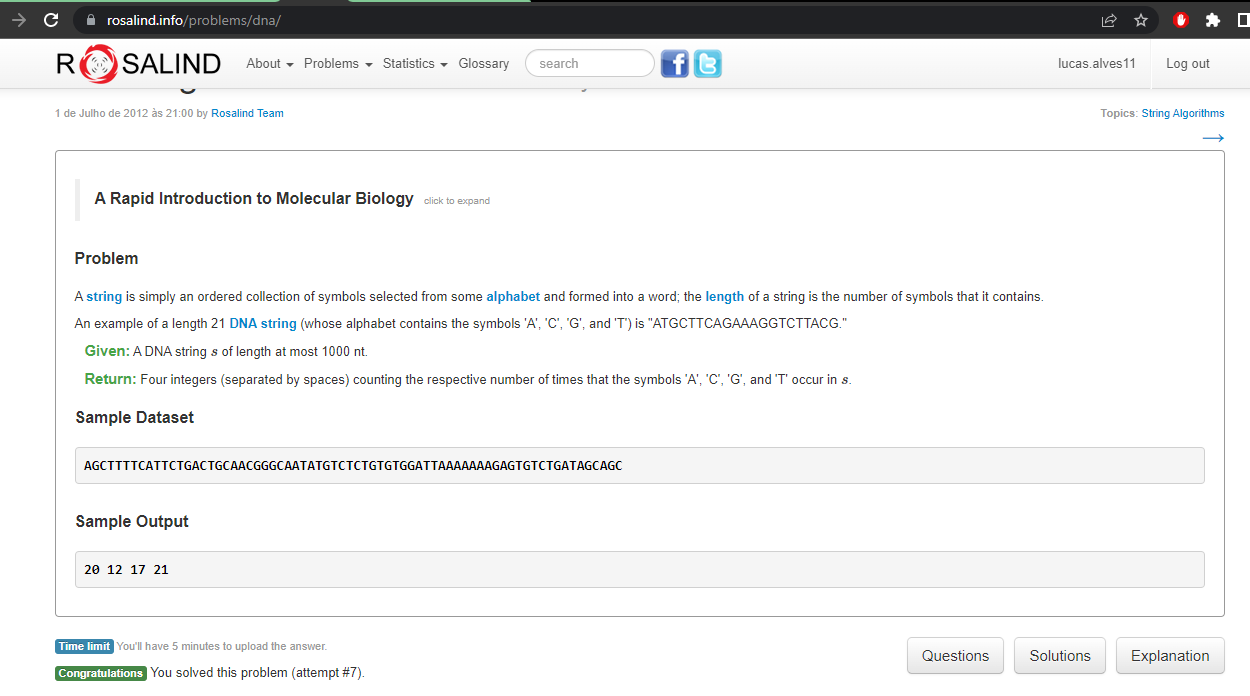 rosalind.info/problems/dna/
ROSALIND About Problems Statistics Glossary search lucas.alves11 Log out
1 de Julho de 2012 às 21:00 by Rosalind Team Topics: String Algorithms
→
A Rapid Introduction to Molecular Biology click to expand
Problem
A string is simply an ordered collection of symbols selected from some alphabet and formed into a word; the length of a string is the number of symbols that it contains.
An example of a length 21 DNA string (whose alphabet contains the symbols 'A', 'C', 'G', and 'T') is "ATGCTTCAGAAAGGTCTTACG."
Given: A DNA string s of length at most 1000 nt.
Return: Four integers (separated by spaces) counting the respective number of times that the symbols 'A', 'C', 'G', and 'T' occur in s.
Sample Dataset
AGCTTTTCATTCTGACTGCAACGGGCAATATGTCTCTGTGTGGATTAAAAAAAGAGTGTCTGATAGCAGC
Sample Output
20 12 17 21
Time limit You'll have 5 minutes to upload the answer.
Congratulations You solved this problem (attempt #7).
Questions Solutions Explanation